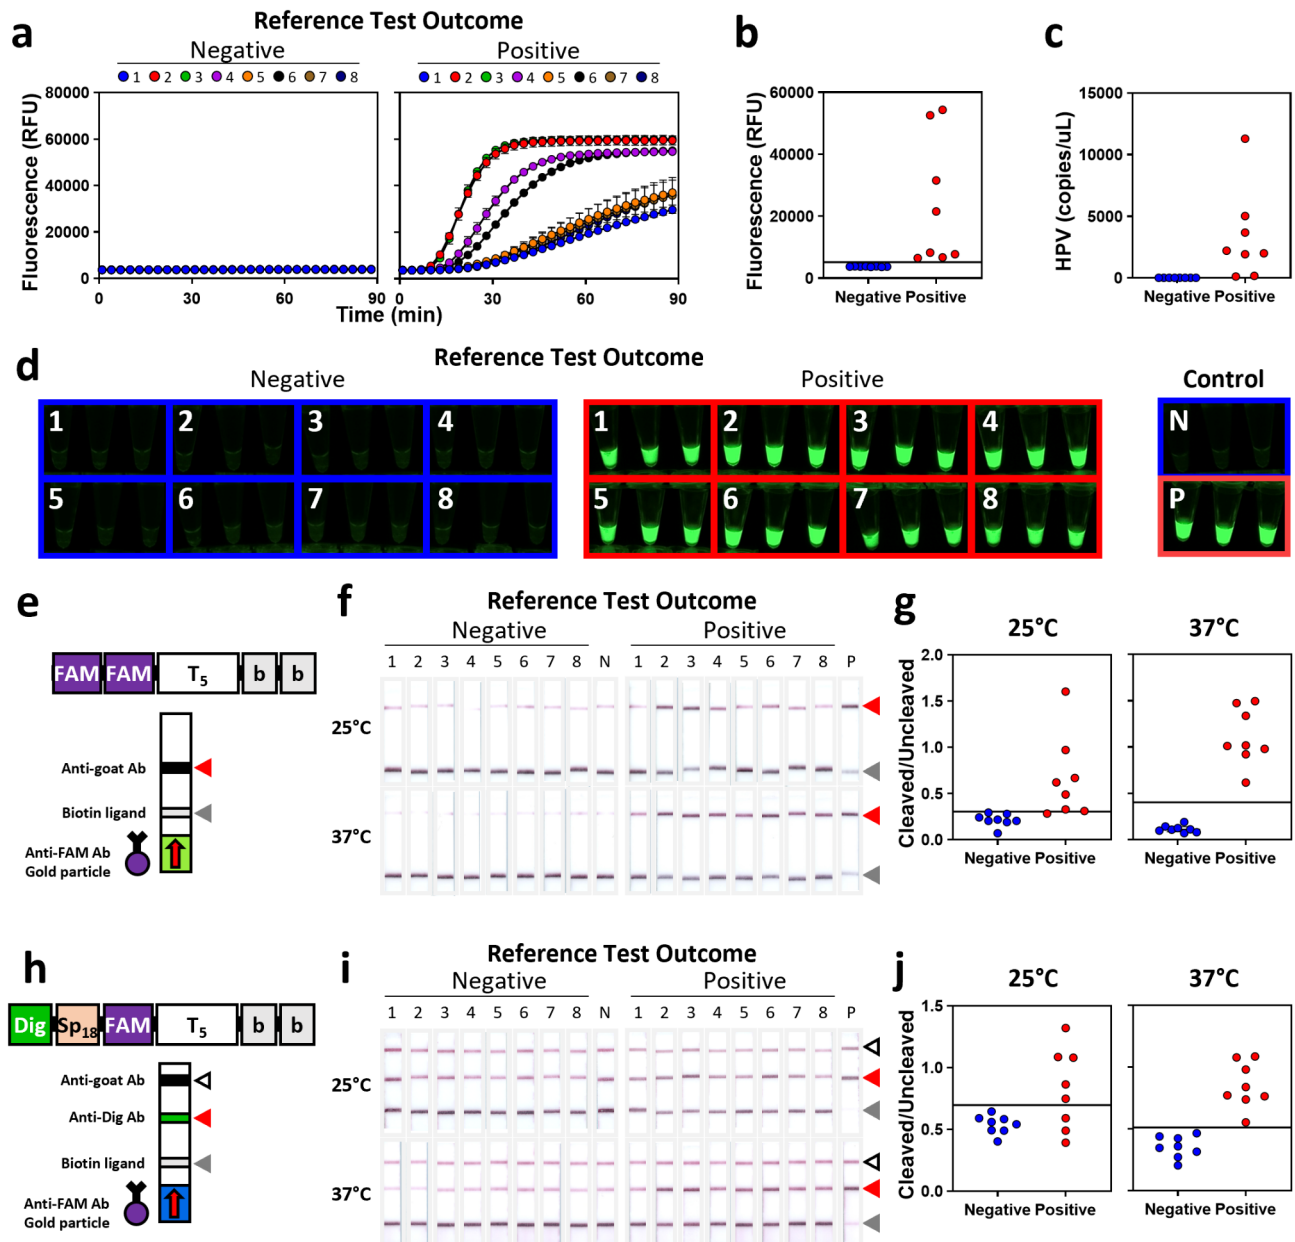 a
Reference Test Outcome
Negative
Positive
1 2 3 4 5 6 7 8
1 2 3 4 5 6 7 8
Fluorescence (RFU)
80000
60000
40000
20000
0
0 30 60 90
0 30 60 90
Time (min)
b
Fluorescence (RFU)
60000
40000
20000
0
Negative Positive
c
HPV (copies/uL)
15000
10000
5000
0
Negative Positive
d
Reference Test Outcome
Negative
Positive
Control
1 2 3 4
5 6 7 8
1 2 3 4
5 6 7 8
N
P
e
FAM FAM T5 b b
Anti-goat Ab
Biotin ligand
Anti-FAM Ab
Gold particle
f
Reference Test Outcome
Negative
Positive
1 2 3 4 5 6 7 8 N
1 2 3 4 5 6 7 8 P
25°C
37°C
g
25°C
37°C
Cleaved/Uncleaved
2.0
1.5
1.0
0.5
0.0
Negative Positive
Negative Positive
h
Dig Sp18 FAM T5 b b
Anti-goat Ab
Anti-Dig Ab
Biotin ligand
Anti-FAM Ab
Gold particle
i
Reference Test Outcome
Negative
Positive
1 2 3 4 5 6 7 8 N
1 2 3 4 5 6 7 8 P
25°C
37°C
j
25°C
37°C
Cleaved/Uncleaved
1.5
1.0
0.5
0.0
Negative Positive
Negative Positive